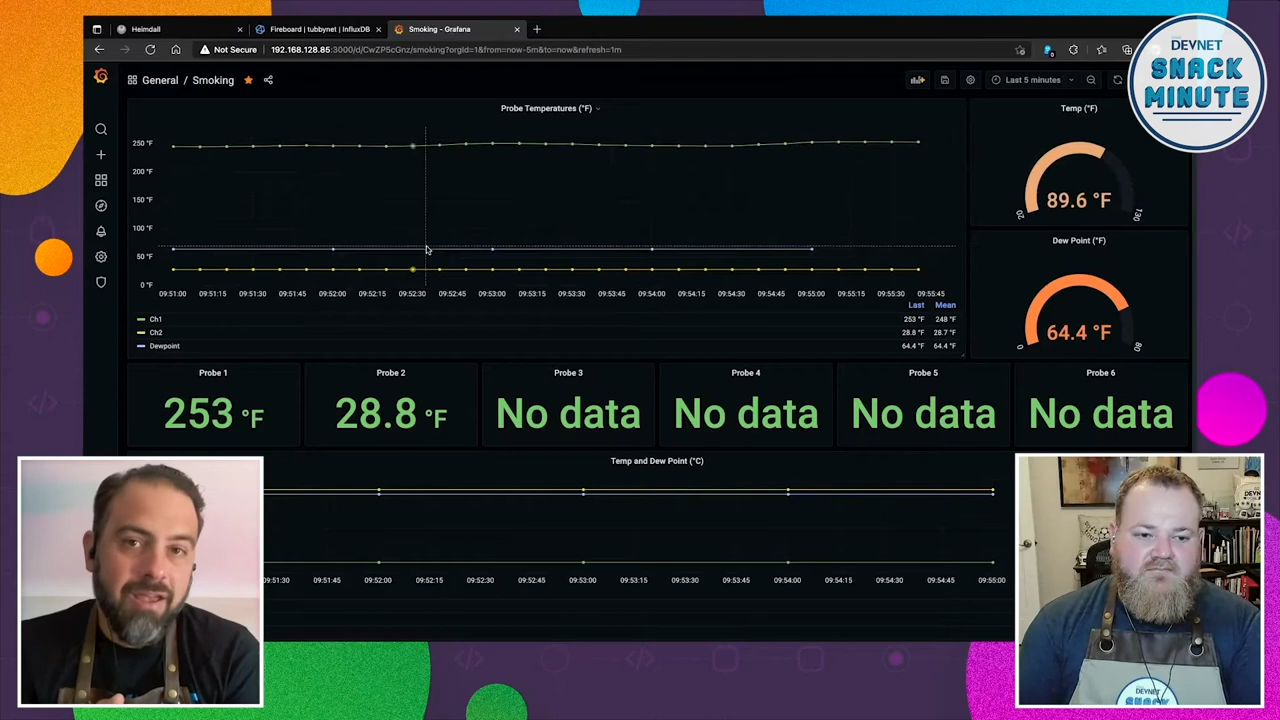 Heimdall
Fireboard | tubbynet | InfluxDB
Smoking - Grafana
DEVNET
SNACK
MINUTE
Not Secure
192.168.128.85:3000/d/CwZP5cGnz/smoking?orgId=1&from=now-5m&to=now&refresh=1m
General / Smoking
Last 5 minutes
Probe Temperatures (°F)
250 °F
200 °F
150 °F
100 °F
50 °F
0 °F
09:51:00 09:51:15 09:51:30 09:51:45 09:52:00 09:52:15 09:52:30 09:52:45 09:53:00 09:53:15 09:53:30 09:53:45 09:54:00 09:54:15 09:54:30 09:54:45 09:55:00 09:55:15 09:55:30 09:55:45
Last Mean
Ch1 253 °F 248 °F
Ch2 28.8 °F 28.7 °F
Dewpoint 64.4 °F 64.4 °F
Temp (°F)
89.6 °F
20 130
Dew Point (°F)
64.4 °F
0 80
Probe 1
253 °F
Probe 2
28.8 °F
Probe 3
No data
Probe 4
No data
Probe 5
No data
Probe 6
No data
Temp and Dew Point (°C)
09:51:30 09:51:45 09:52:00 09:52:15 09:52:30 09:52:45 09:53:00 09:53:15 09:53:30 09:53:45 09:54:00 09:54:15 09:54:30 09:54:45 09:55:00
DEVNET
SNACK